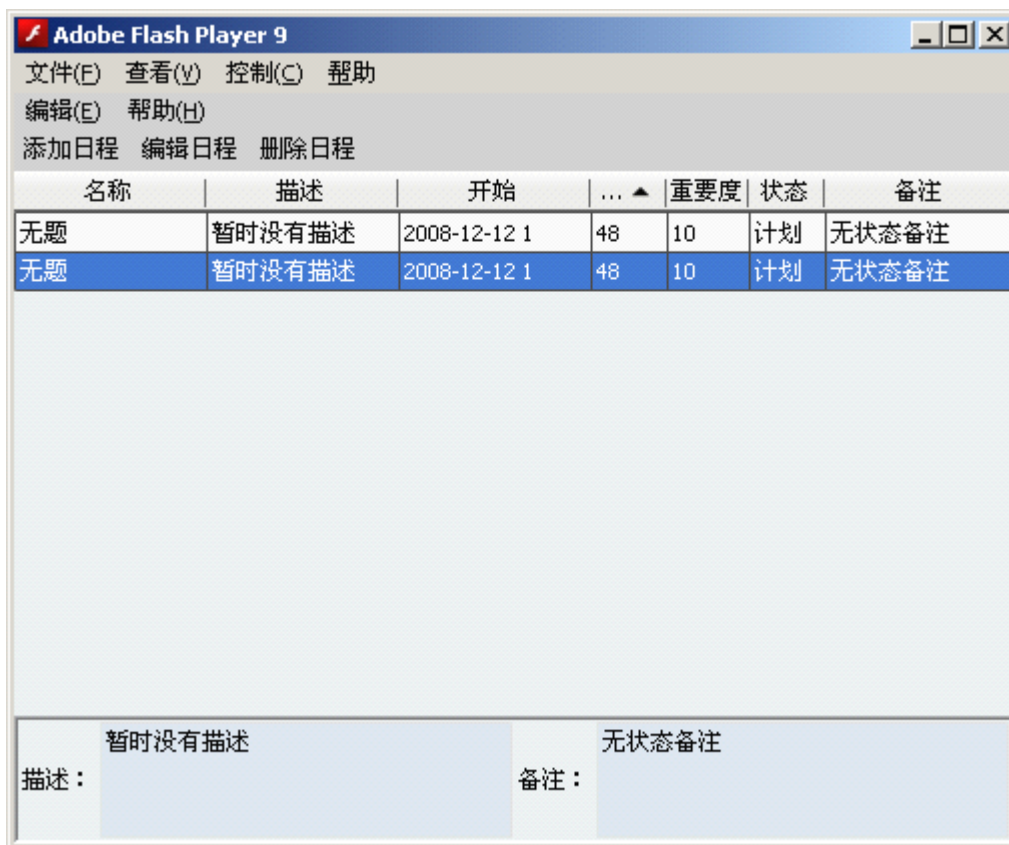 Adobe Flash Player 9
文件(F) 查看(V) 控制(C) 帮助
编辑(E) 帮助(H)
添加日程 编辑日程 删除日程
名称 描述 开始 ... ▲ 重要度 状态 备注
无题 暂时没有描述 2008-12-12 1 48 10 计划 无状态备注
无题 暂时没有描述 2008-12-12 1 48 10 计划 无状态备注
描述： 暂时没有描述 备注： 无状态备注